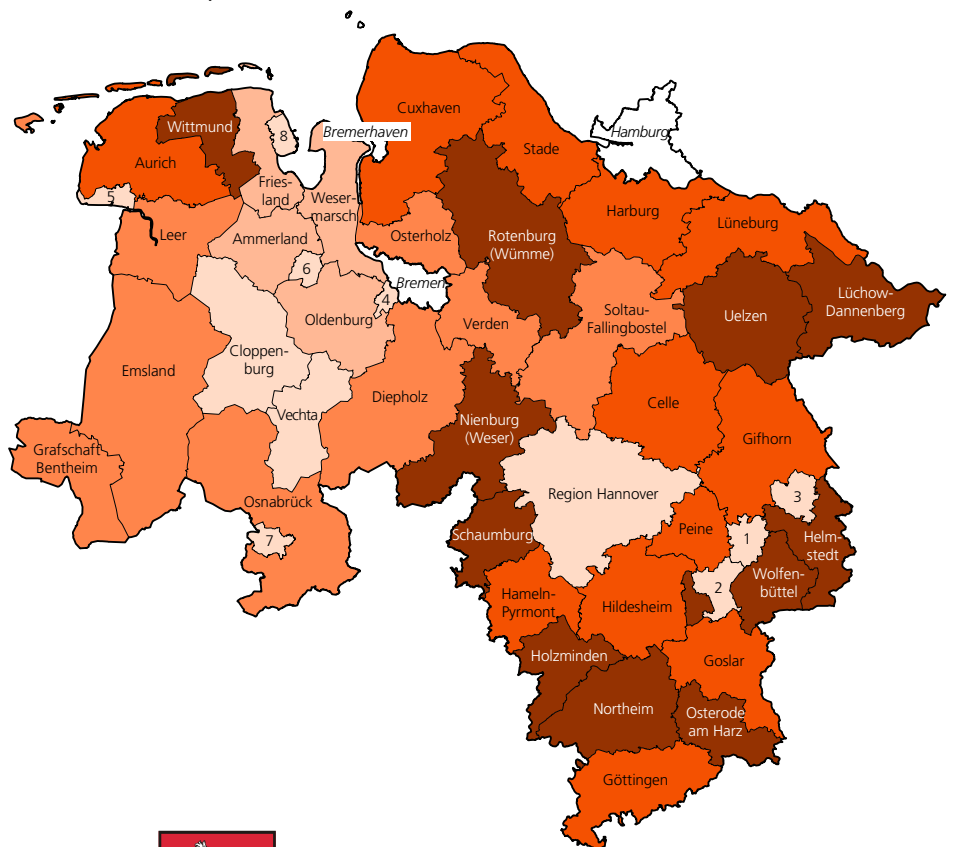 Cuxhaven
Wittmund
8
Bremerhaven
Hamburg
Stade
Aurich
Fries-
land
5
Weser-
marsch
Harburg
Lüneburg
Leer
Ammerland
Osterholz
Rotenburg
(Wümme)
6
Bremen
4
Lüchow-
Dannenberg
Oldenburg
Verden
Soltau-
Fallingbostel
Uelzen
Cloppen-
burg
Emsland
Diepholz
Celle
Vechta
Nienburg
(Weser)
Gifhorn
Grafschaft
Bentheim
Osnabrück
Region Hannover
3
7
Schaumburg
Peine
1
Helm-
stedt
2
Wolfen-
büttel
Hameln-
Pyrmont
Hildesheim
Holzminden
Goslar
Northeim
Osterode
am Harz
Göttingen